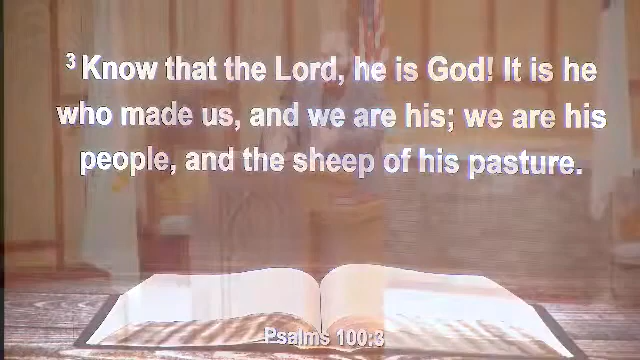 3 Know that the Lord, he is God! It is he
who made us, and we are his; we are his
people, and the sheep of his pasture.
Psalms 100:3